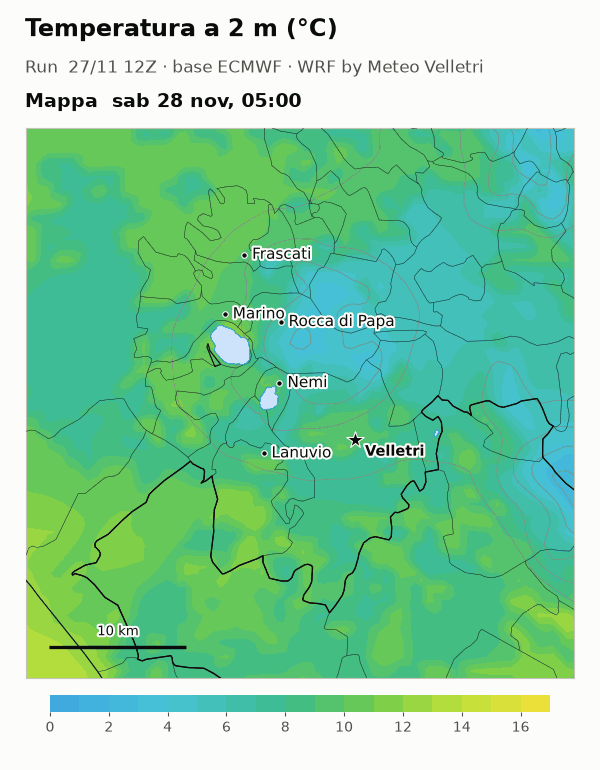 Temperatura a 2 m (°C)
Run  27/11 12Z · base ECMWF · WRF by Meteo Velletri
Mappa  sab 28 nov, 05:00
Frascati
Marino
Rocca di Papa
Nemi
Velletri
Lanuvio
10 km
0 2 4 6 8 10 12 14 16